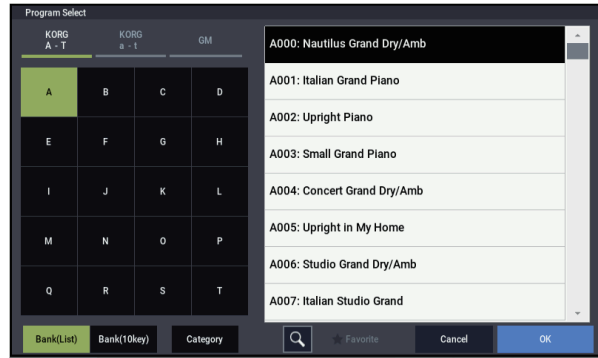 Program Select
KORG
A - T
KORG
a - t
GM
A B C D
E F G H
I J K L
M N O P
Q R S T
A000: Nautilus Grand Dry/Amb
A001: Italian Grand Piano
A002: Upright Piano
A003: Small Grand Piano
A004: Concert Grand Dry/Amb
A005: Upright in My Home
A006: Studio Grand Dry/Amb
A007: Italian Studio Grand
Bank(List) Bank(10key) Category Favorite Cancel OK